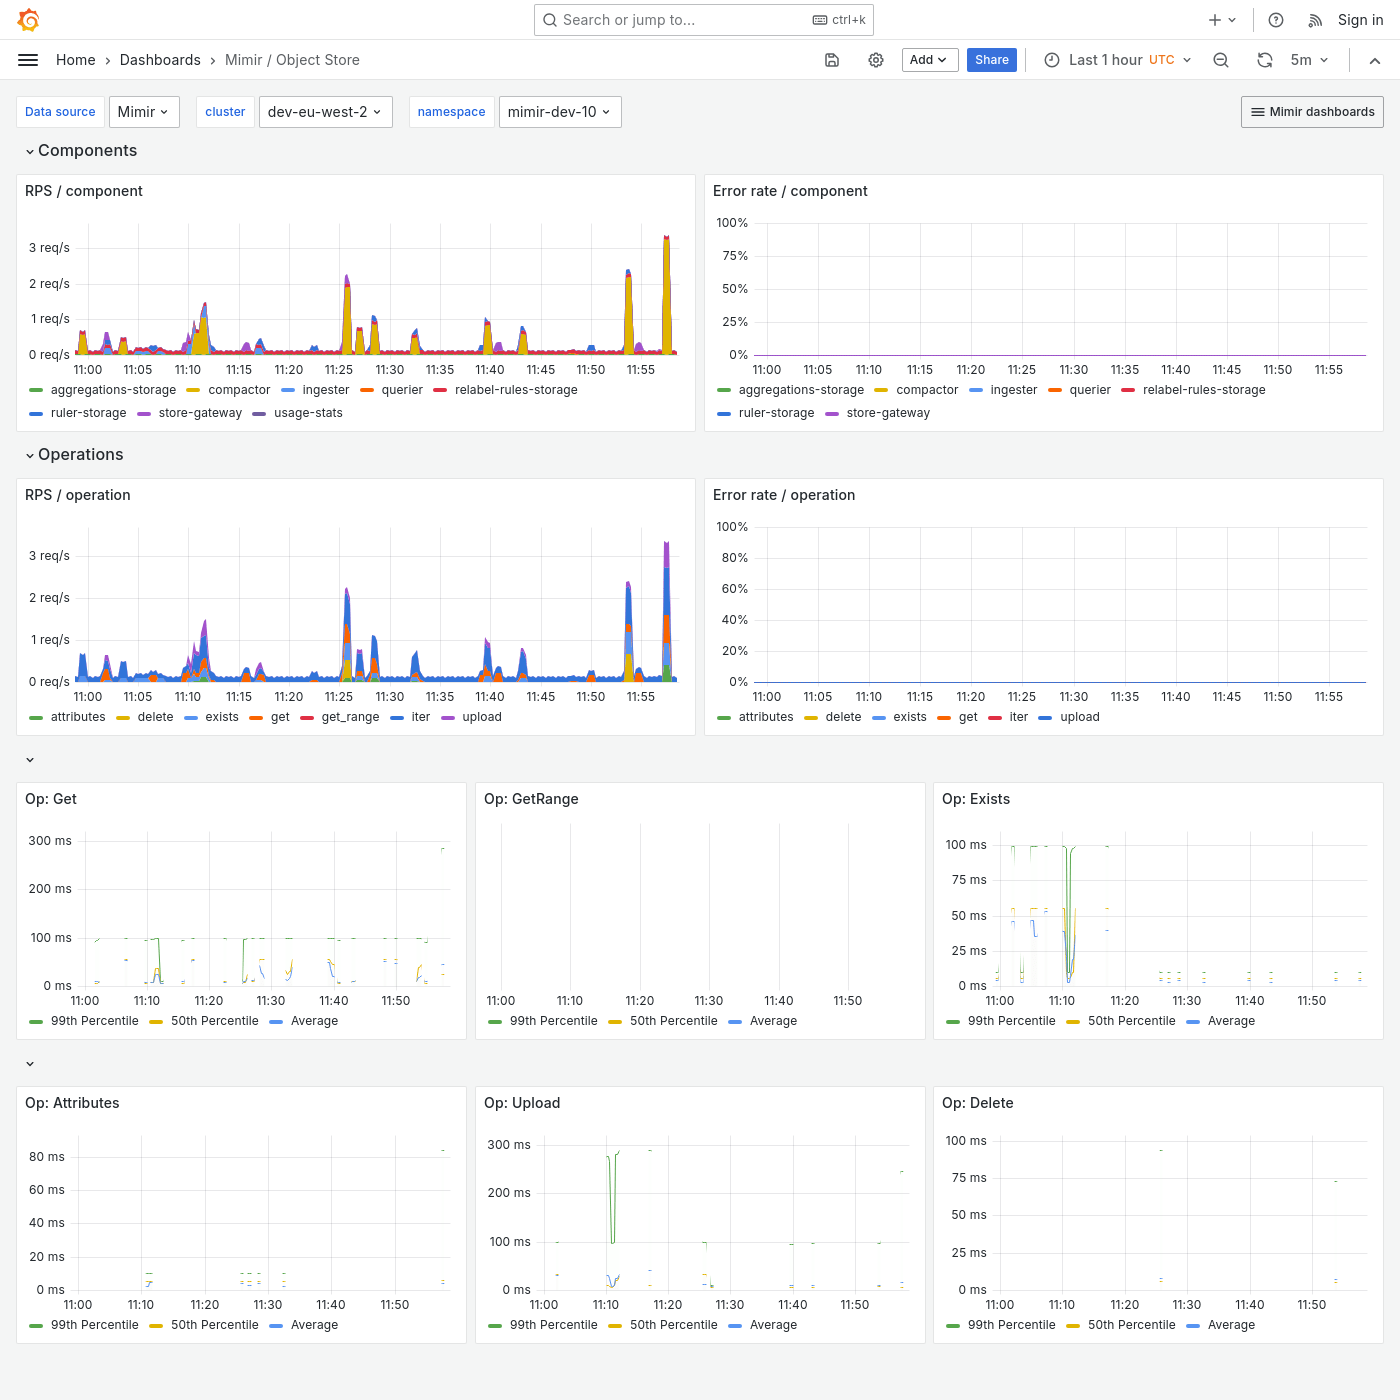 Search or jump to... ctrl+k Sign in
Home Dashboards Mimir / Object Store Add Share Last 1 hour UTC 5m
Data source Mimir cluster dev-eu-west-2 namespace mimir-dev-10 Mimir dashboards
Components
RPS / component
3 req/s
2 req/s
1 req/s
0 req/s
11:00 11:05 11:10 11:15 11:20 11:25 11:30 11:35 11:40 11:45 11:50 11:55
aggregations-storage compactor ingester querier relabel-rules-storage
ruler-storage store-gateway usage-stats
Error rate / component
100%
75%
50%
25%
0%
11:00 11:05 11:10 11:15 11:20 11:25 11:30 11:35 11:40 11:45 11:50 11:55
aggregations-storage compactor ingester querier relabel-rules-storage
ruler-storage store-gateway
Operations
RPS / operation
3 req/s
2 req/s
1 req/s
0 req/s
11:00 11:05 11:10 11:15 11:20 11:25 11:30 11:35 11:40 11:45 11:50 11:55
attributes delete exists get get_range iter upload
Error rate / operation
100%
80%
60%
40%
20%
0%
11:00 11:05 11:10 11:15 11:20 11:25 11:30 11:35 11:40 11:45 11:50 11:55
attributes delete exists get iter upload
Op: Get
300 ms
200 ms
100 ms
0 ms
11:00 11:10 11:20 11:30 11:40 11:50
99th Percentile 50th Percentile Average
Op: GetRange
11:00 11:10 11:20 11:30 11:40 11:50
99th Percentile 50th Percentile Average
Op: Exists
100 ms
75 ms
50 ms
25 ms
0 ms
11:00 11:10 11:20 11:30 11:40 11:50
99th Percentile 50th Percentile Average
Op: Attributes
80 ms
60 ms
40 ms
20 ms
0 ms
11:00 11:10 11:20 11:30 11:40 11:50
99th Percentile 50th Percentile Average
Op: Upload
300 ms
200 ms
100 ms
0 ms
11:00 11:10 11:20 11:30 11:40 11:50
99th Percentile 50th Percentile Average
Op: Delete
100 ms
75 ms
50 ms
25 ms
0 ms
11:00 11:10 11:20 11:30 11:40 11:50
99th Percentile 50th Percentile Average